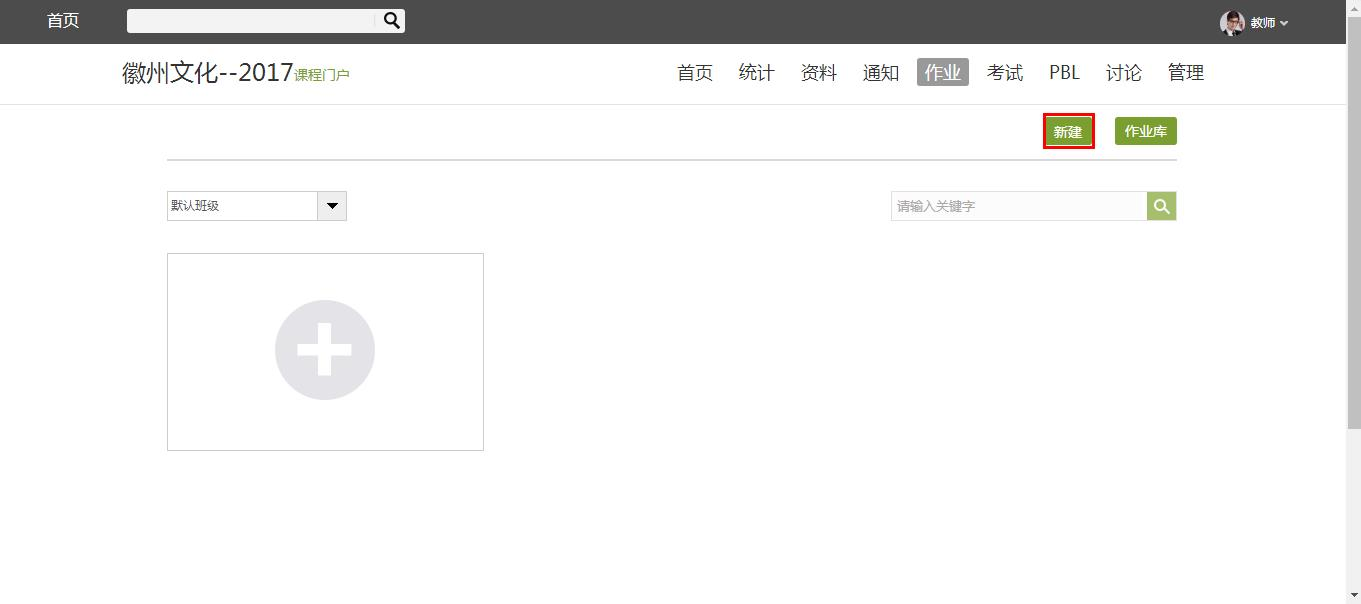 首页
教师
徽州文化--2017课程门户
首页 统计 资料 通知 作业 考试 PBL 讨论 管理
新建 作业库
默认班级
请输入关键字